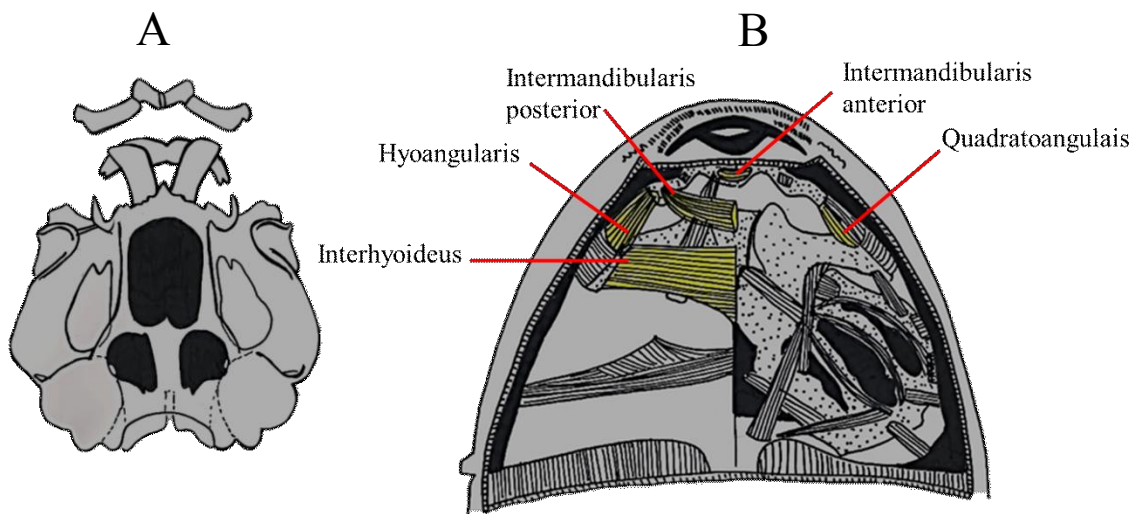 A
B
Intermandibularis
posterior
Intermandibularis
anterior
Hyoangularis
Quadratoangulais
Interhyoideus